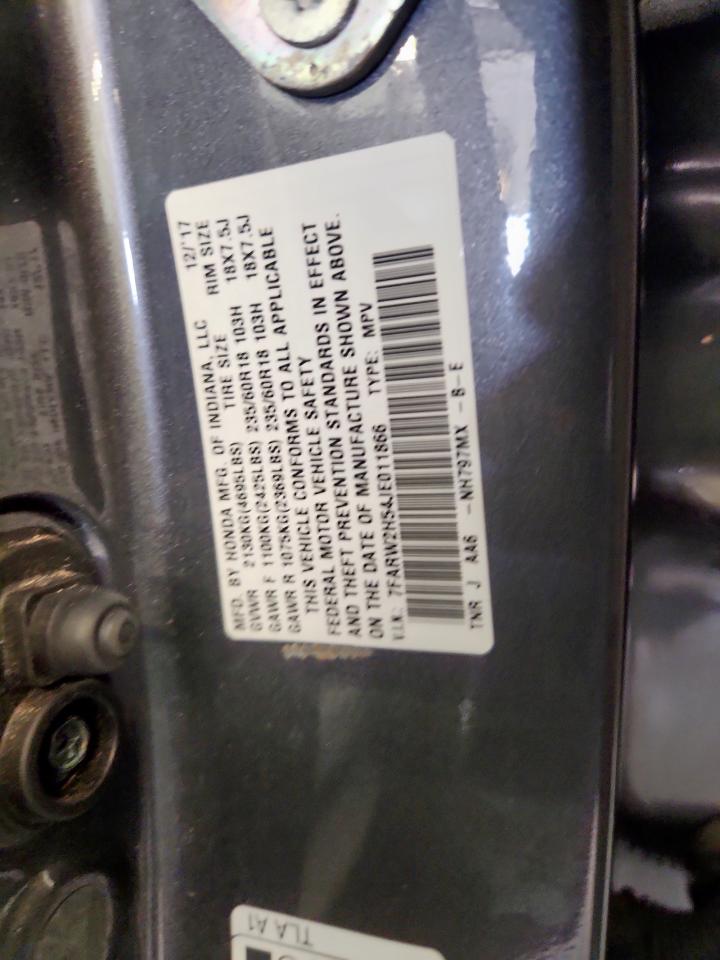 MFD. BY HONDA MFG. OF INDIANA, LLC 12/'17
GVWR 2130KG(4695LBS) TIRE SIZE RIM SIZE
GAWR F 1100KG(2425LBS) 235/60R18 103H 18X7.5J
GAWR R 1075KG(2369LBS) 235/60R18 103H 18X7.5J
THIS VEHICLE CONFORMS TO ALL APPLICABLE
FEDERAL MOTOR VEHICLE SAFETY
AND THEFT PREVENTION STANDARDS IN EFFECT
ON THE DATE OF MANUFACTURE SHOWN ABOVE.
V.I.N.: 7FARW2H54JE011866 TYPE: MPV
TNR J AA6 -NH797MX -B-E
TLA A1